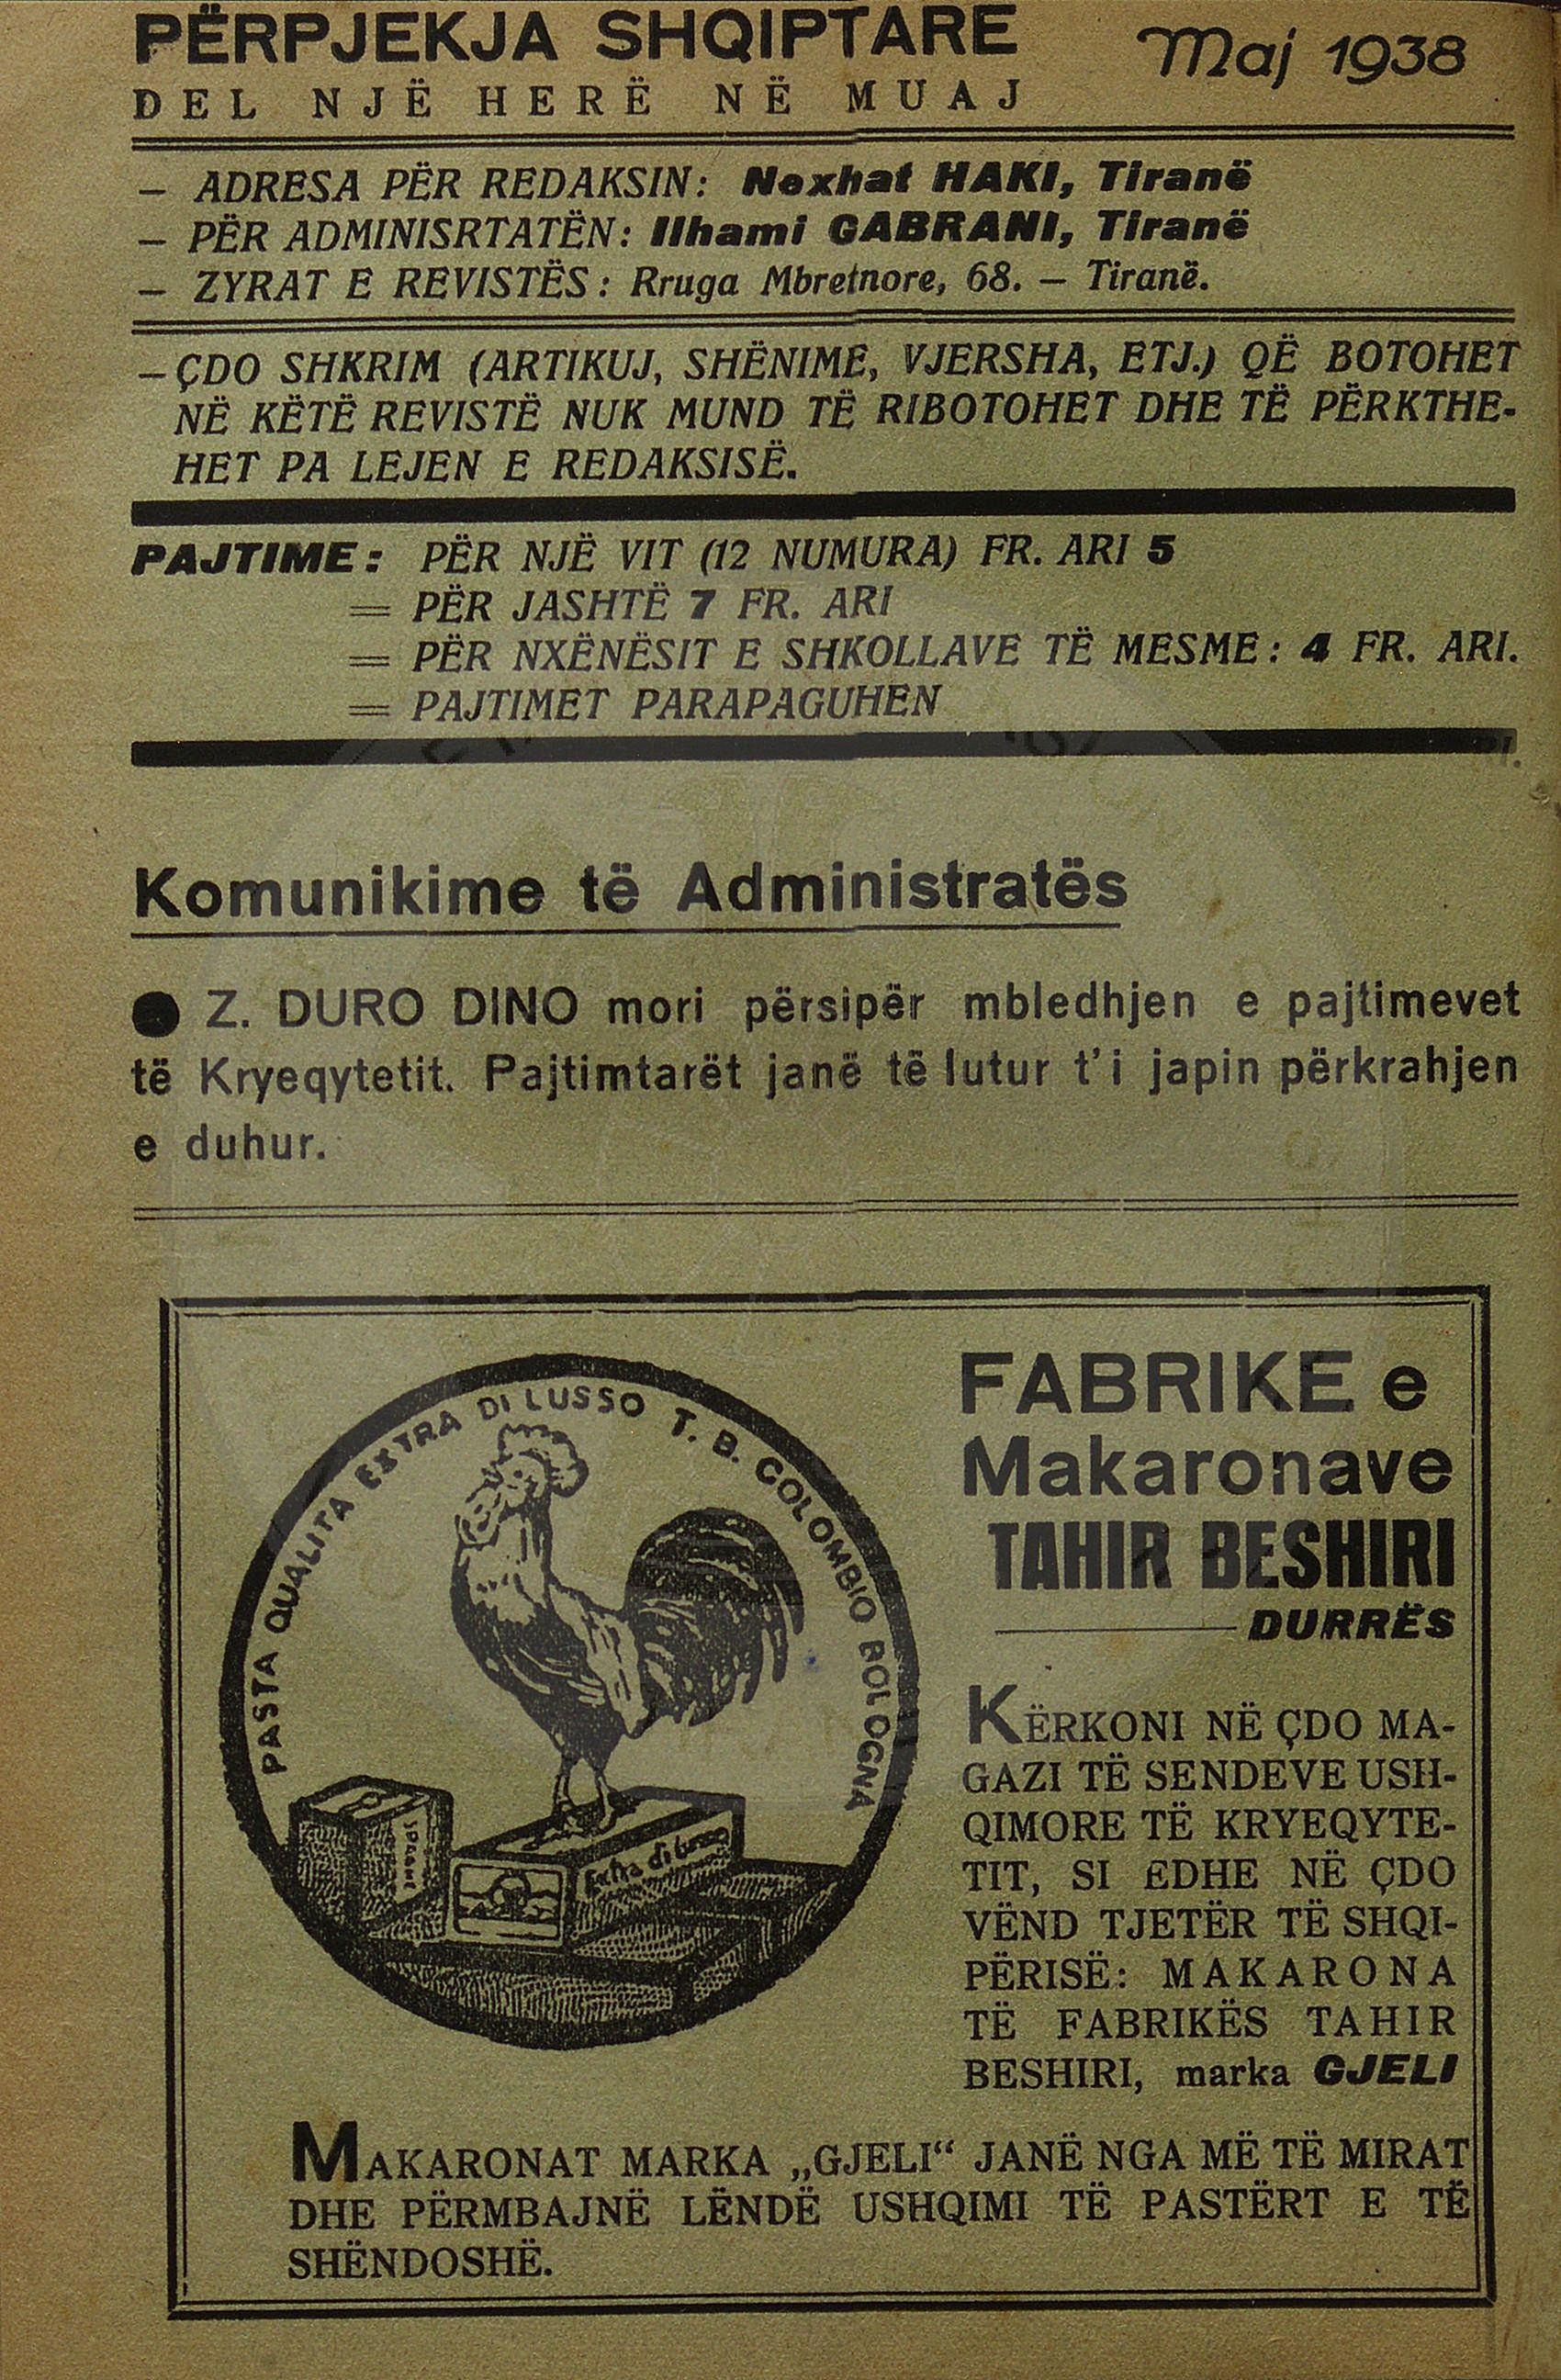 PËRPJEKJA SHQIPTARE
Maj 1938
DEL NJË HERË NË MUAJ
— ADRESA PËR REDAKSIN: Nexhat HAKI, Tiranë
— PËR ADMINISRTATËN: Ilhami GABRANI, Tiranë
— ZYRAT E REVISTËS: Rruga Mbretnore, 68. — Tiranë.
— ÇDO SHKRIM (ARTIKUJ, SHËNIME, VJERSHA, ETJ.) QË BOTOHET
NË KËTË REVISTË NUK MUND TË RIBOTOHET DHE TË PËRKTHE-
HET PA LEJEN E REDAKSISË.
PAJTIME: PËR NJË VIT (12 NUMURA) FR. ARI 5
= PËR JASHTË 7 FR. ARI
= PËR NXËNËSIT E SHKOLLAVE TË MESME: 4 FR. ARI.
= PAJTIMET PARAPAGUHEN
Komunikime të Administratës
● Z. DURO DINO mori përsipër mbledhjen e pajtimevet
të Kryeqytetit. Pajtimtarët janë të lutur t'i japin përkrahjen
e duhur.
PASTA QUALITA EXTRA DI LUSSO T. B. COLOMBIO BOLOGNA
Extra di lusso
FABRIKE e
Makaronave
TAHIR BESHIRI
DURRËS
KËRKONI NË ÇDO MA-
GAZI TË SENDEVE USH-
QIMORE TË KRYEQYTE-
TIT, SI EDHE NË ÇDO
VËND TJETËR TË SHQI-
PËRISË: MAKARONA
TË FABRIKËS TAHIR
BESHIRI, marka GJELI
MAKARONAT MARKA „GJELI“ JANË NGA MË TË MIRAT
DHE PËRMBAJNË LËNDË USHQIMI TË PASTËRT E TË
SHËNDOSHË.